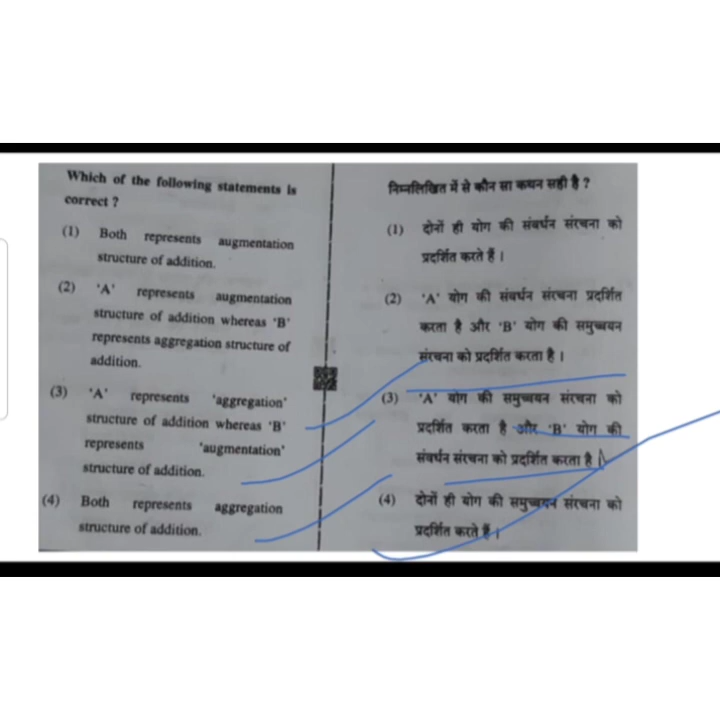 Which of the following statements is
correct ?
(1) Both represents augmentation
structure of addition.
(2) 'A' represents augmentation
structure of addition whereas 'B'
represents aggregation structure of
addition.
(3) 'A' represents 'aggregation'
structure of addition whereas 'B'
represents 'augmentation'
structure of addition.
(4) Both represents aggregation
structure of addition.
निम्नलिखित में से कौन सा कथन सही है ?
(1) दोनों ही योग की संवर्धन संरचना को
प्रदर्शित करते हैं ।
(2) 'A' योग की संवर्धन संरचना प्रदर्शित
करता है और 'B' योग की समुच्चयन
संरचना को प्रदर्शित करता है ।
(3) 'A' योग की समुच्चयन संरचना को
प्रदर्शित करता है और 'B' योग की
संवर्धन संरचना को प्रदर्शित करता है ।
(4) दोनों ही योग की समुच्चयन संरचना को
प्रदर्शित करते हैं ।